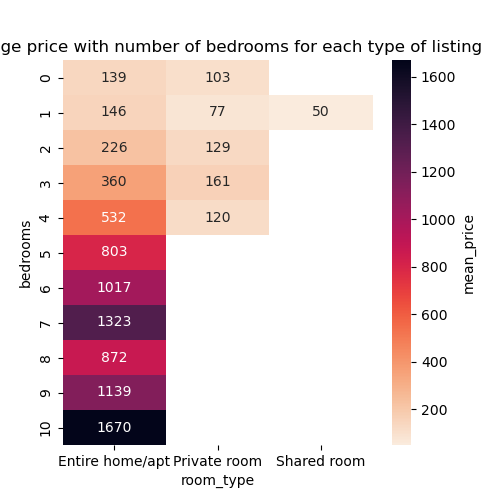 ge price with number of bedrooms for each type of listing
0 139 103
1 146 77 50
2 226 129
3 360 161
4 532 120
5 803
6 1017
7 1323
8 872
9 1139
10 1670
bedrooms
Entire home/apt Private room Shared room
room_type
1600
1400
1200
1000
800
600
400
200
mean_price